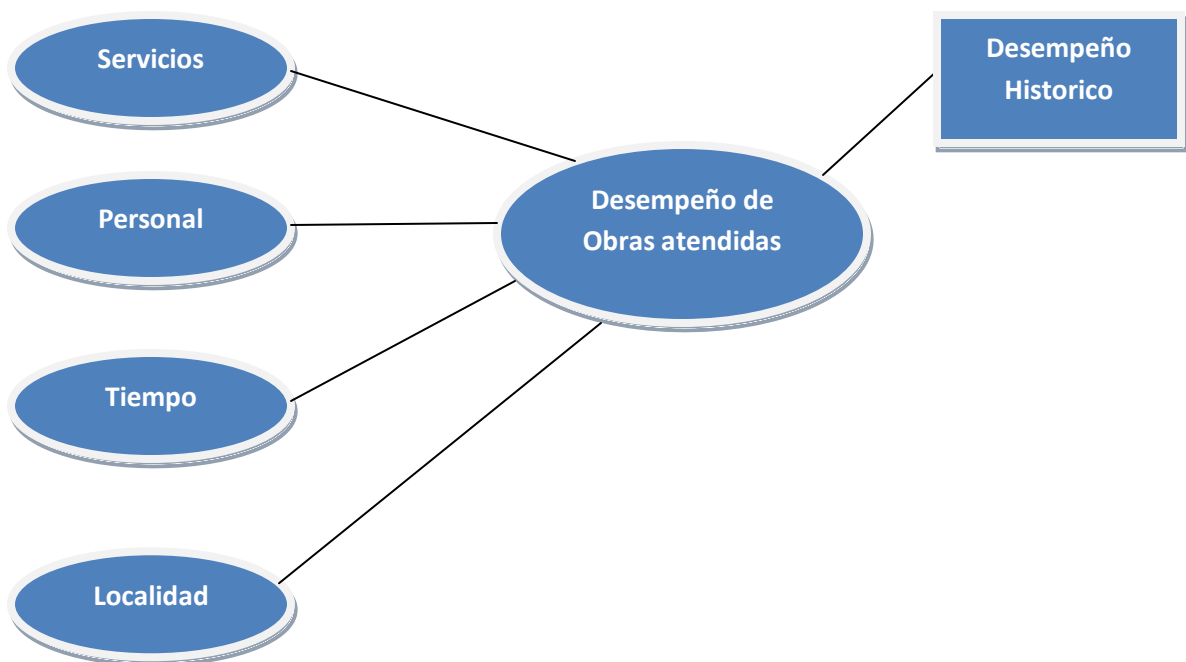 Servicios
Personal
Tiempo
Localidad
Desempeño de
Obras atendidas
Desempeño
Historico